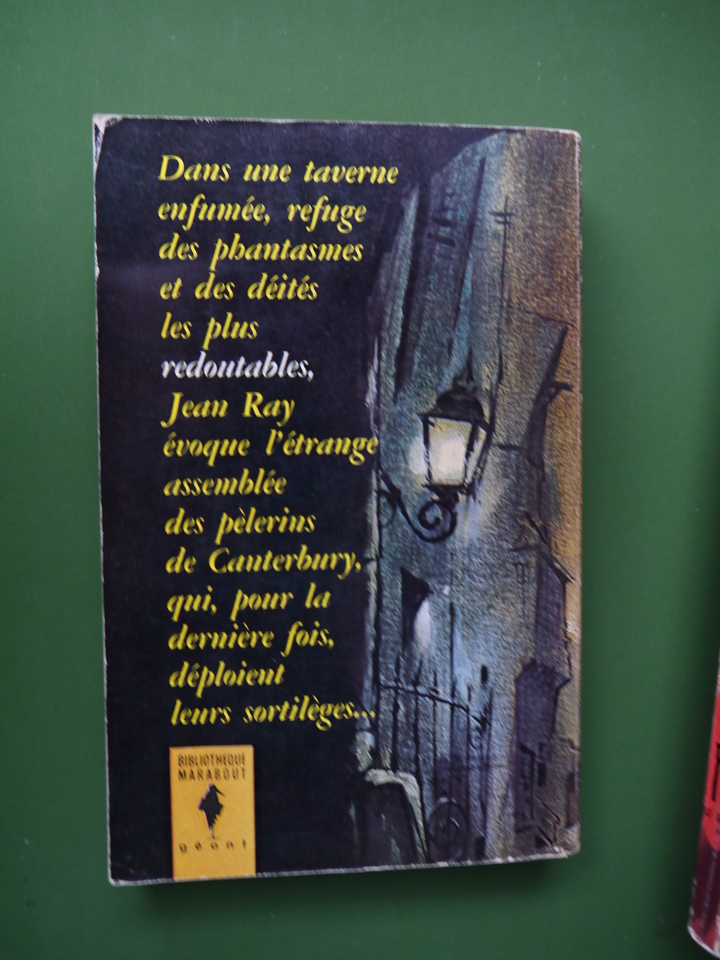 Dans une taverne
enfumée, refuge
des phantasmes
et des déités
les plus
redoutables,
Jean Ray
évoque l'étrange
assemblée
des pèlerins
de Canterbury,
qui, pour la
dernière fois,
déploient
leurs sortilèges...
BIBLIOTHEQUE
MARABOUT
géant